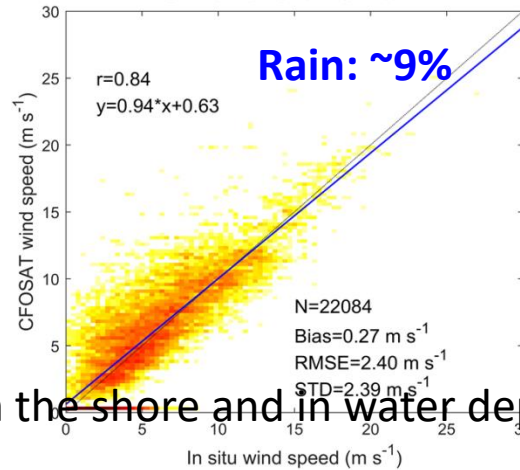 30
Rain: ~9%
r=0.84
y=0.94*x+0.63
25
20
15
10
5
0
CFOSAT wind speed (m s⁻¹)
N=22084
Bias=0.27 m s⁻¹
RMSE=2.40 m s⁻¹
STD=2.39 m s⁻¹
the shore and in water
0 5 10 15 20 25
In situ wind speed (m s⁻¹)